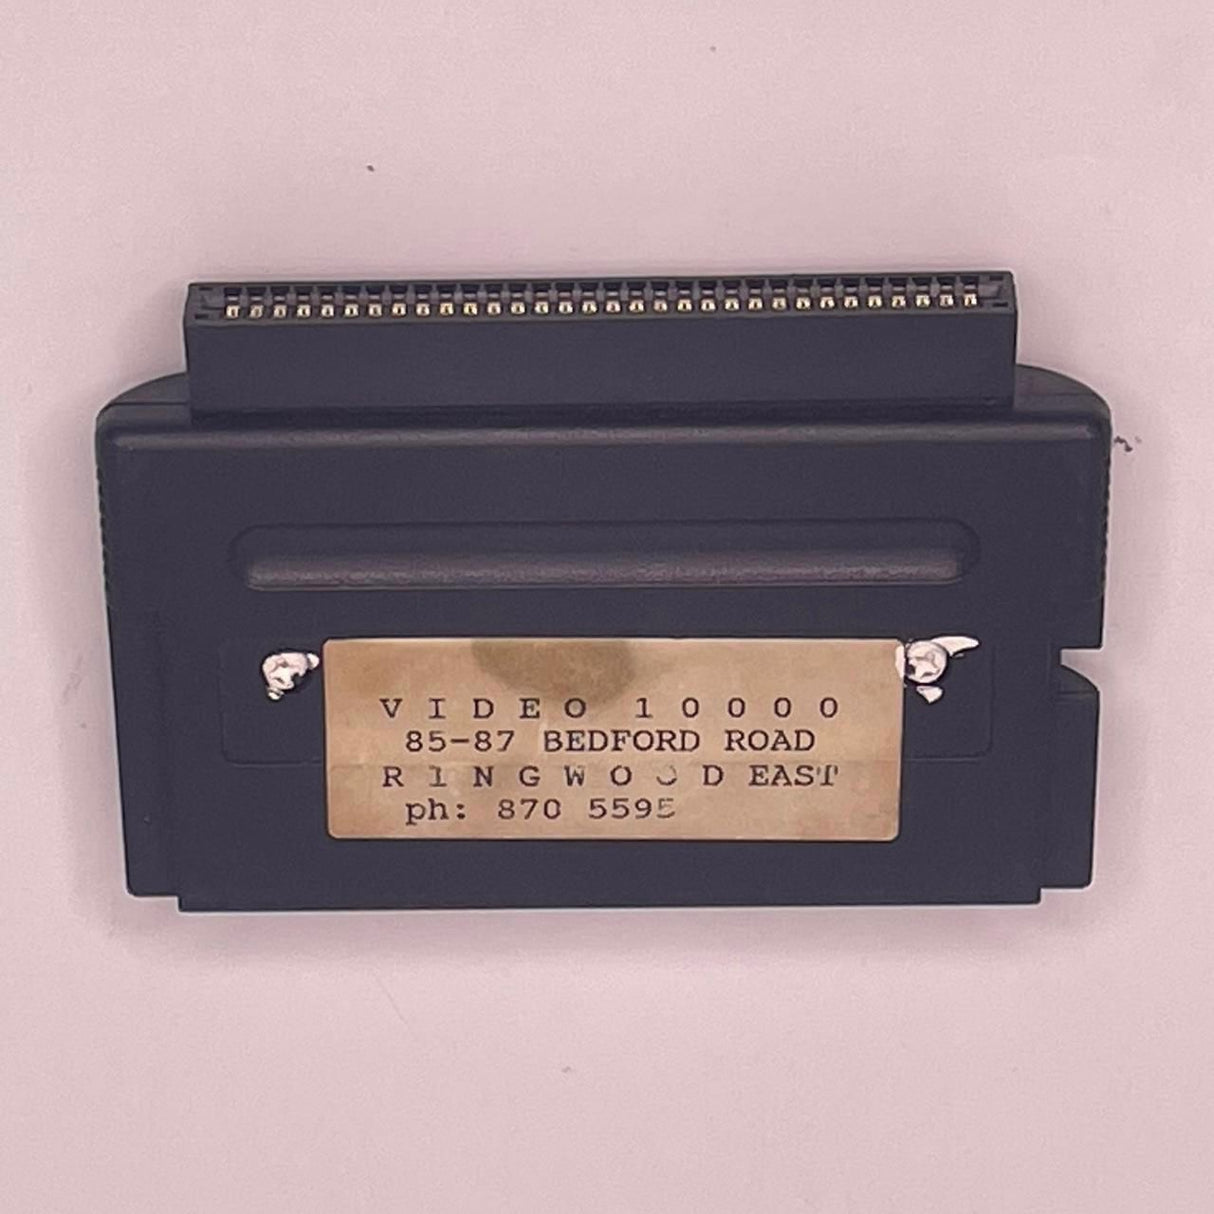 VIDEO 10000
85-87 BEDFORD ROAD
RINGWOOD EAST
ph: 870 5595